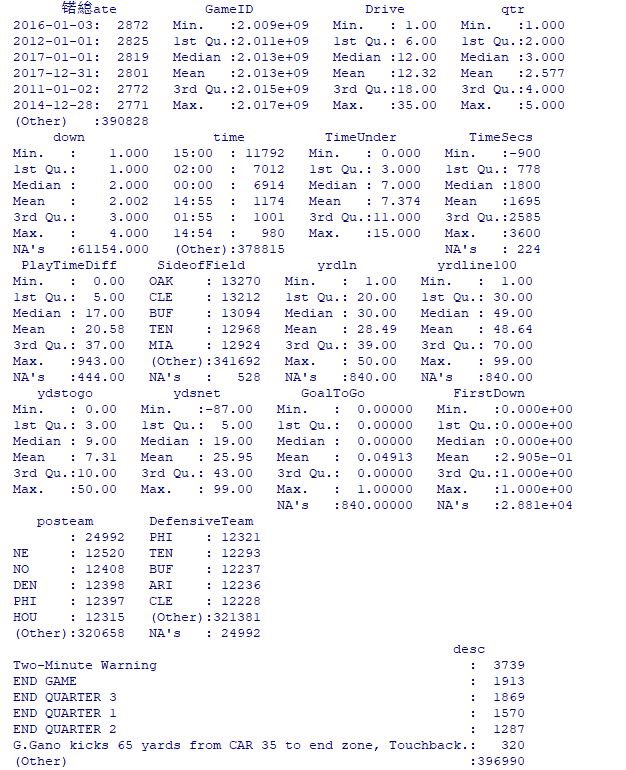 锘縟ate GameID Drive qtr
2016-01-03: 2872 Min. :2.009e+09 Min. : 1.00 Min. :1.000
2012-01-01: 2825 1st Qu.:2.011e+09 1st Qu.: 6.00 1st Qu.:2.000
2017-01-01: 2819 Median :2.013e+09 Median :12.00 Median :3.000
2017-12-31: 2801 Mean :2.013e+09 Mean :12.32 Mean :2.577
2011-01-02: 2772 3rd Qu.:2.015e+09 3rd Qu.:18.00 3rd Qu.:4.000
2014-12-28: 2771 Max. :2.017e+09 Max. :35.00 Max. :5.000
(Other) :390828
down time TimeUnder TimeSecs
Min. : 1.000 15:00 : 11792 Min. : 0.000 Min. :-900
1st Qu.: 1.000 02:00 : 7012 1st Qu.: 3.000 1st Qu.: 778
Median : 2.000 00:00 : 6914 Median : 7.000 Median :1800
Mean : 2.002 14:55 : 1174 Mean : 7.374 Mean :1695
3rd Qu.: 3.000 01:55 : 1001 3rd Qu.:11.000 3rd Qu.:2585
Max. : 4.000 14:54 : 980 Max. :15.000 Max. :3600
NA's :61154.000 (Other):378815 NA's : 224
PlayTimeDiff SideofField yrdln yrdline100
Min. : 0.00 OAK : 13270 Min. : 1.00 Min. : 1.00
1st Qu.: 5.00 CLE : 13212 1st Qu.: 20.00 1st Qu.: 30.00
Median : 17.00 BUF : 13094 Median : 30.00 Median : 49.00
Mean : 20.58 TEN : 12968 Mean : 28.49 Mean : 48.64
3rd Qu.: 37.00 MIA : 12924 3rd Qu.: 39.00 3rd Qu.: 70.00
Max. :943.00 (Other):341692 Max. : 50.00 Max. : 99.00
NA's :444.00 NA's : 528 NA's :840.00 NA's :840.00
ydstogo ydsnet GoalToGo FirstDown
Min. : 0.00 Min. :-87.00 Min. : 0.00000 Min. :0.000e+00
1st Qu.: 3.00 1st Qu.: 5.00 1st Qu.: 0.00000 1st Qu.:0.000e+00
Median : 9.00 Median : 19.00 Median : 0.00000 Median :0.000e+00
Mean : 7.31 Mean : 25.95 Mean : 0.04913 Mean :2.905e-01
3rd Qu.:10.00 3rd Qu.: 43.00 3rd Qu.: 0.00000 3rd Qu.:1.000e+00
Max. :50.00 Max. : 99.00 Max. : 1.00000 Max. :1.000e+00
NA's :840.00000 NA's :2.881e+04
posteam DefensiveTeam
: 24992 PHI : 12321
NE : 12520 TEN : 12293
NO : 12408 BUF : 12237
DEN : 12398 ARI : 12236
PHI : 12397 CLE : 12228
HOU : 12315 (Other):321381
(Other):320658 NA's : 24992
desc
Two-Minute Warning : 3739
END GAME : 1913
END QUARTER 3 : 1869
END QUARTER 1 : 1570
END QUARTER 2 : 1287
G.Gano kicks 65 yards from CAR 35 to end zone, Touchback.: 320
(Other) :396990